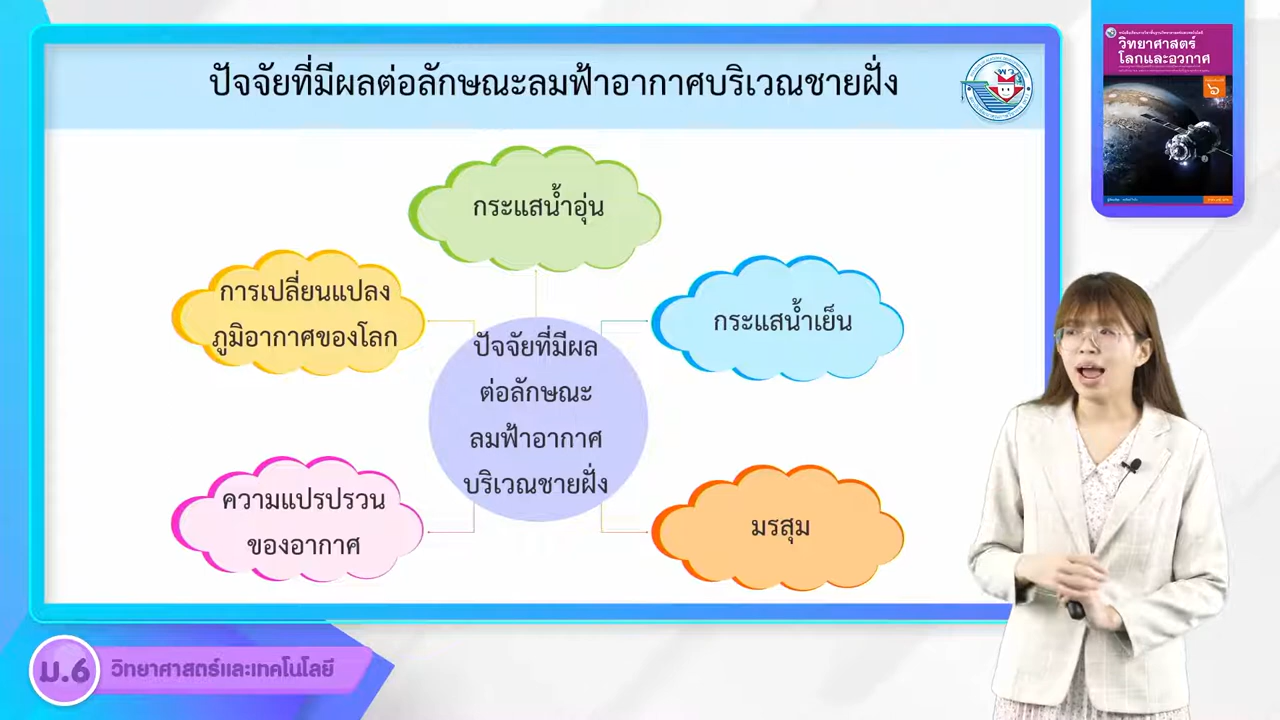 ปัจจัยที่มีผลต่อลักษณะลมฟ้าอากาศบริเวณชายฝั่ง
วิทยาศาสตร์
โลกและอวกาศ
๖
กระแสน้ำอุ่น
การเปลี่ยนแปลง
ภูมิอากาศของโลก
กระแสน้ำเย็น
ปัจจัยที่มีผล
ต่อลักษณะ
ลมฟ้าอากาศ
บริเวณชายฝั่ง
ความแปรปรวน
ของอากาศ
มรสุม
ม.6
วิทยาศาสตร์และเทคโนโลยี